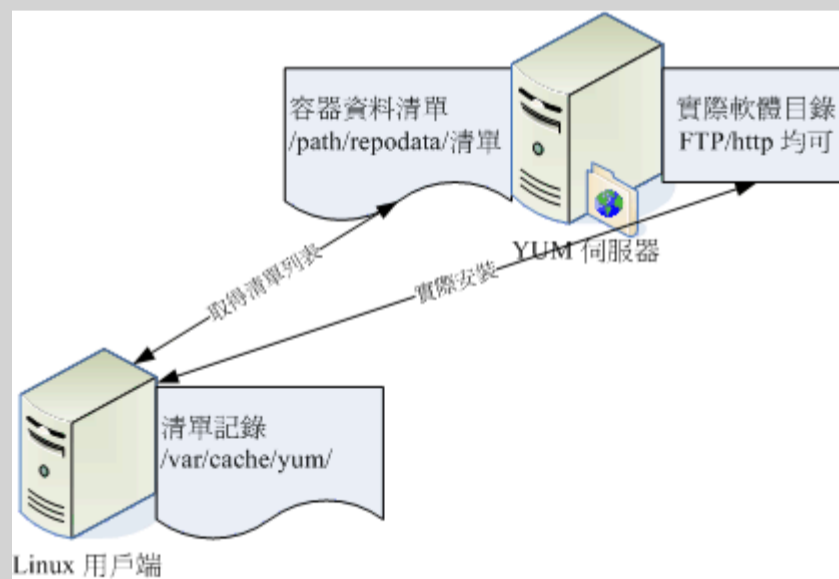 容器資料清單
/path/repodata/清單
實際軟體目錄
FTP/http 均可
YUM 伺服器
取得清單列表
實際安裝
清單記錄
/var/cache/yum/
Linux 用戶端